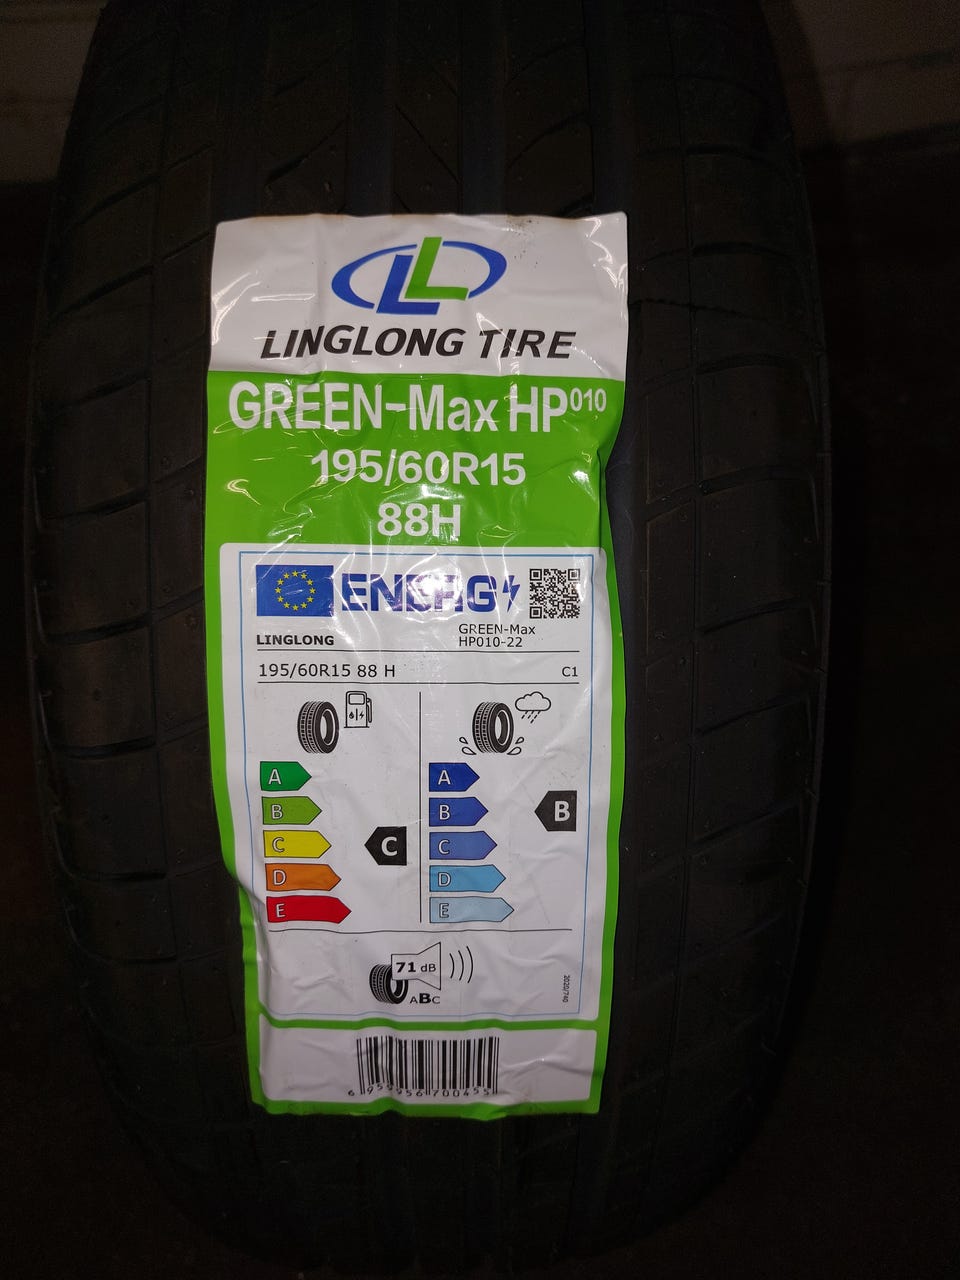 LINGLONG TIRE
GREEN-Max HP010
195/60R15
88H
ENERG
LINGLONG
GREEN-Max
HP010-22
195/60R15 88 H
C1
A
B
C
D
E
C
A
B
C
D
E
B
71 dB
ABC
2020/740